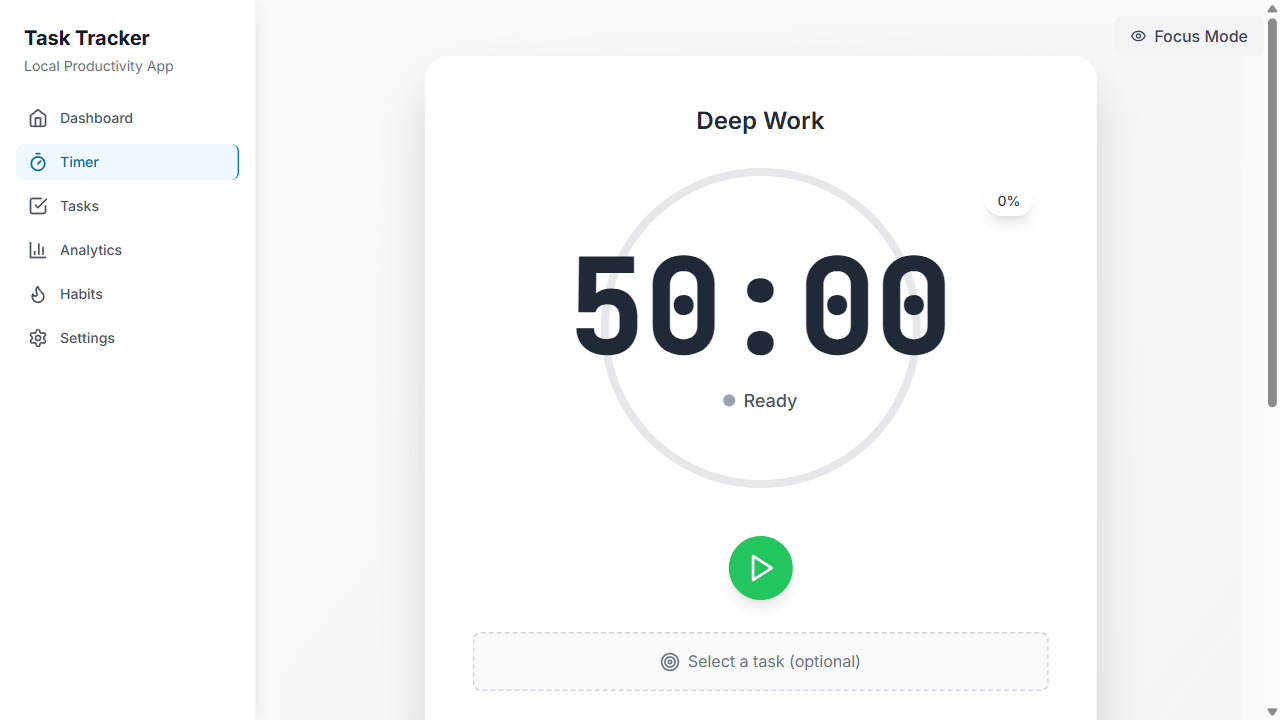 Task Tracker
Local Productivity App
Dashboard
Timer
Tasks
Analytics
Habits
Settings
Focus Mode
Deep Work
0%
50:00
Ready
Select a task (optional)